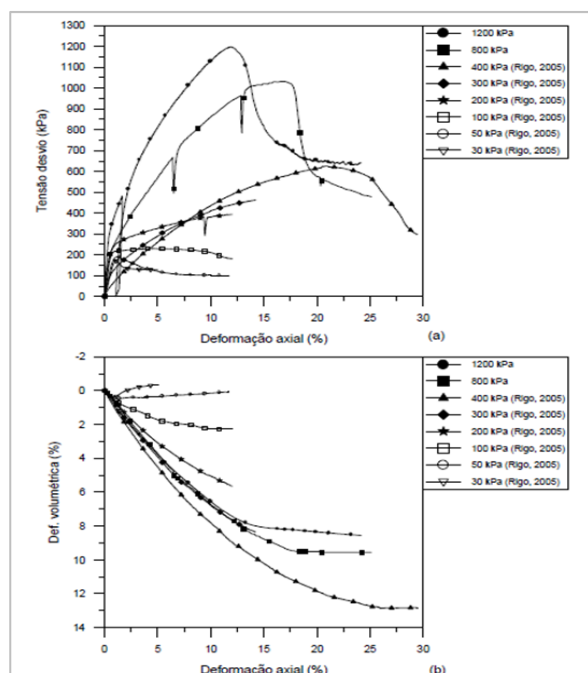 1300
1200
1100
1000
900
800
700
600
500
400
300
200
100
0
Tensão desvio (kPa)
0 5 10 15 20 25 30
Deformação axial (%)
(a)
1200 kPa
800 kPa
400 kPa (Rigo, 2005)
300 kPa (Rigo, 2005)
200 kPa (Rigo, 2005)
100 kPa (Rigo, 2005)
50 kPa (Rigo, 2005)
30 kPa (Rigo, 2005)
-2
0
2
4
6
8
10
12
14
Def. volumétrica (%)
0 5 10 15 20 25 30
Deformação axial (%)
(b)
1200 kPa
800 kPa
400 kPa (Rigo, 2005)
300 kPa (Rigo, 2005)
200 kPa (Rigo, 2005)
100 kPa (Rigo, 2005)
50 kPa (Rigo, 2005)
30 kPa (Rigo, 2005)